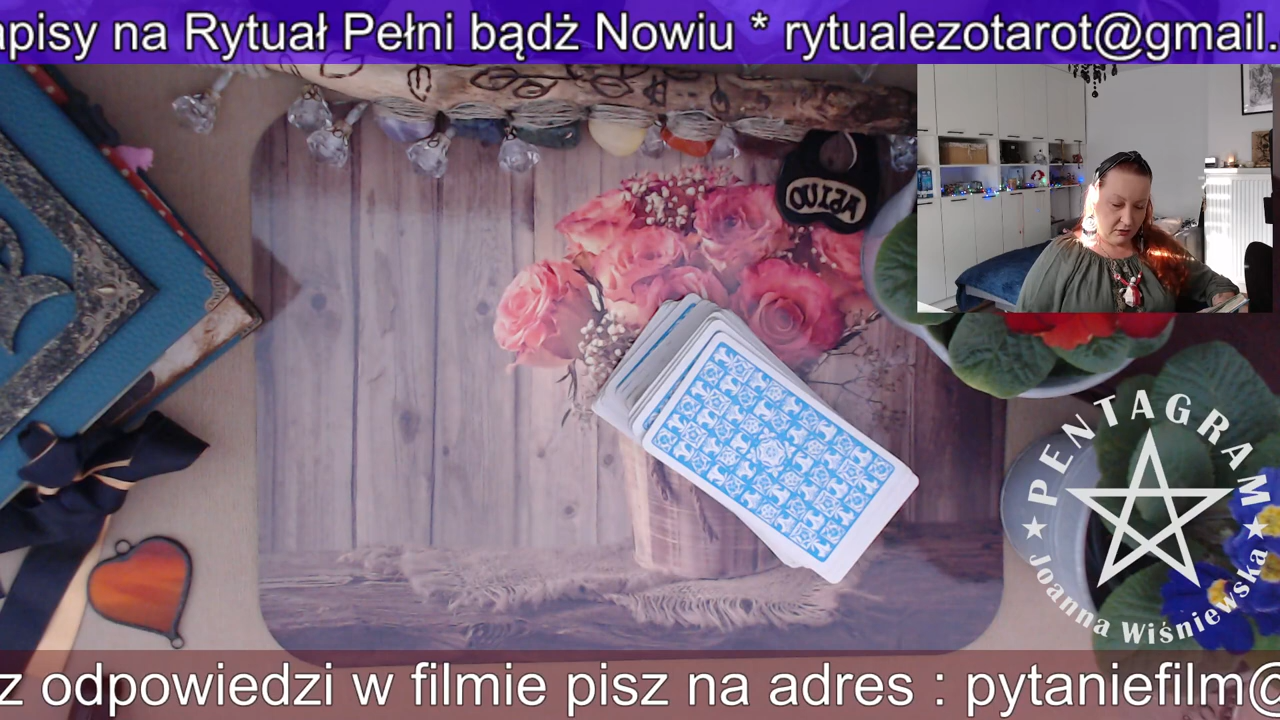 apisy na Rytuał Pełni bądź Nowiu * rytualezotarot@gmail.
OUIJA
PENTAGRAM
Joanna Wiśniewska
z odpowiedzi w filmie pisz na adres : pytaniefilm@